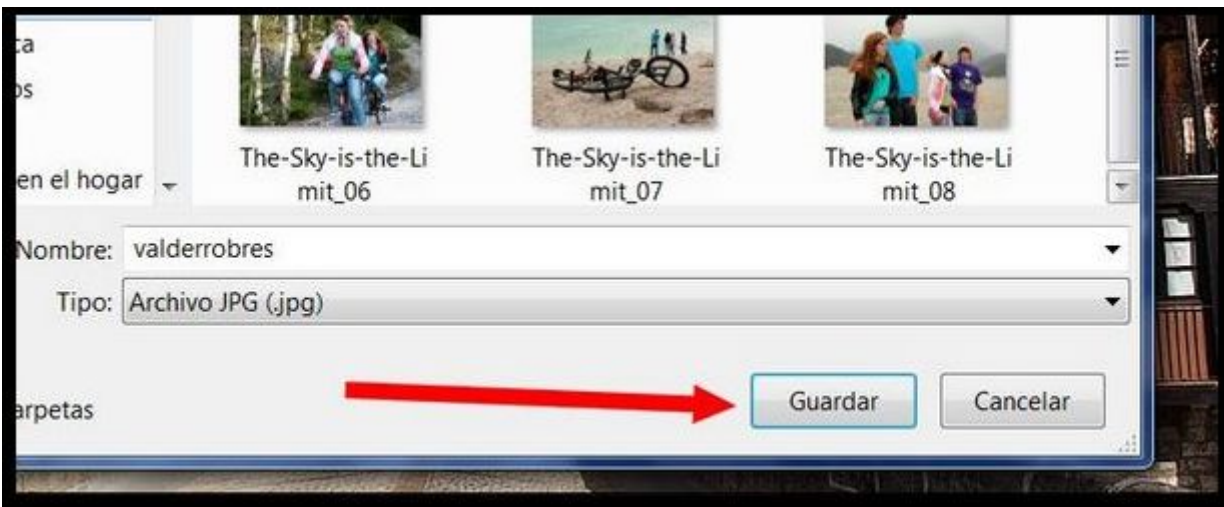 ca
os
en el hogar
The-Sky-is-the-Li
mit_06
The-Sky-is-the-Li
mit_07
The-Sky-is-the-Li
mit_08
Nombre: valderrobres
Tipo: Archivo JPG (.jpg)
arpetas
Guardar
Cancelar